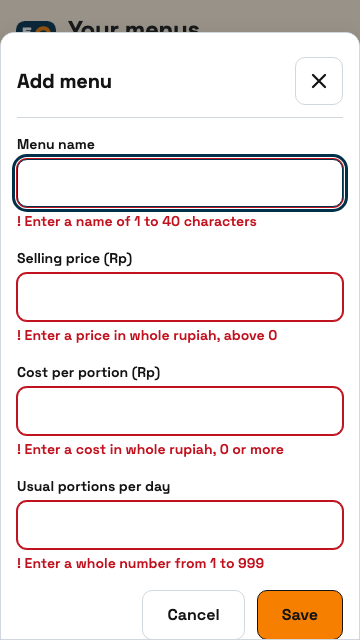 Your menus
Add menu
Menu name
! Enter a name of 1 to 40 characters
Selling price (Rp)
! Enter a price in whole rupiah, above 0
Cost per portion (Rp)
! Enter a cost in whole rupiah, 0 or more
Usual portions per day
! Enter a whole number from 1 to 999
Cancel
Save